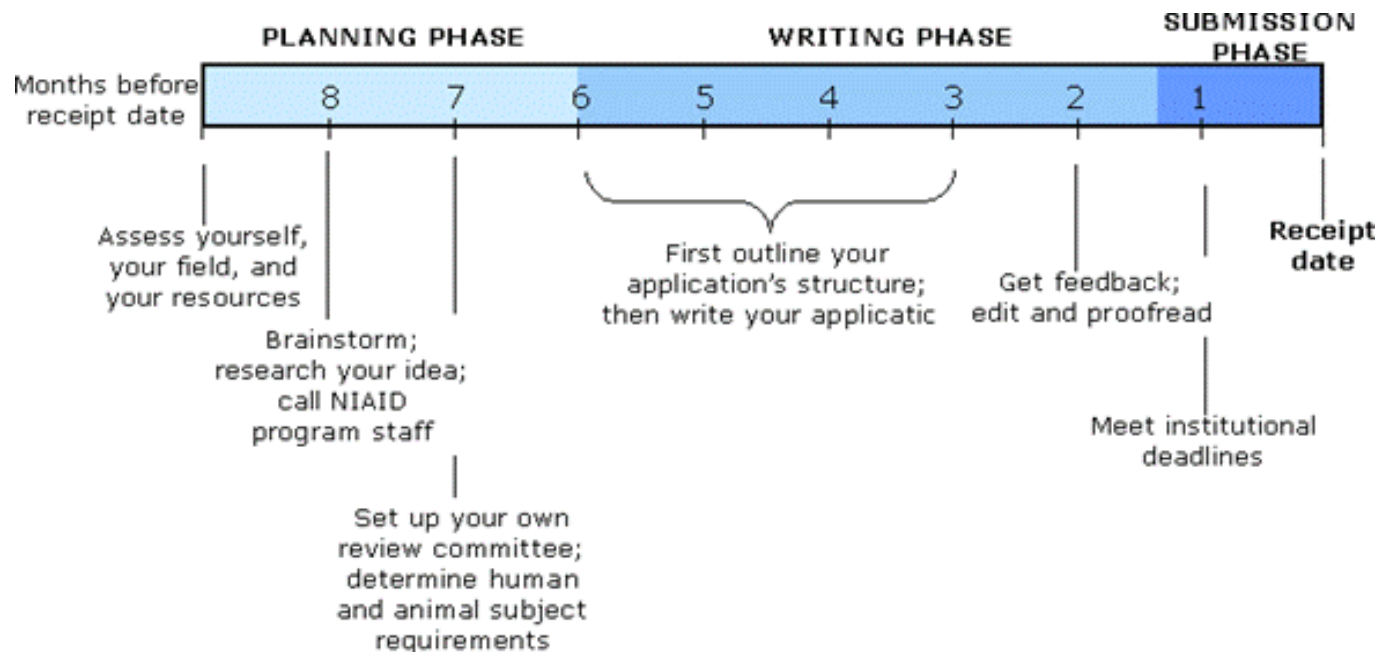 PLANNING PHASE
WRITING PHASE
SUBMISSION
PHASE
Months before
receipt date
8
7
6
5
4
3
2
1
Assess yourself,
your field, and
your resources
Brainstorm;
research your idea;
call NIAID
program staff
Set up your own
review committee;
determine human
and animal subject
requirements
First outline your
application's structure;
then write your applicatic
Get feedback;
edit and proofread
Meet institutional
deadlines
Receipt
date